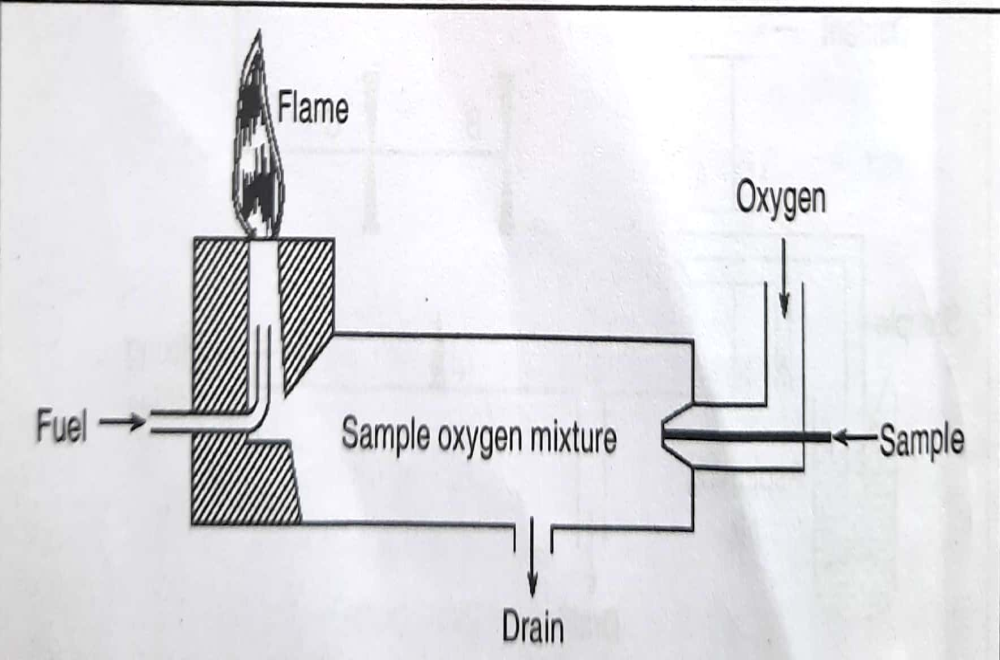 Flame
Oxygen
Fuel
Sample oxygen mixture
Sample
Drain